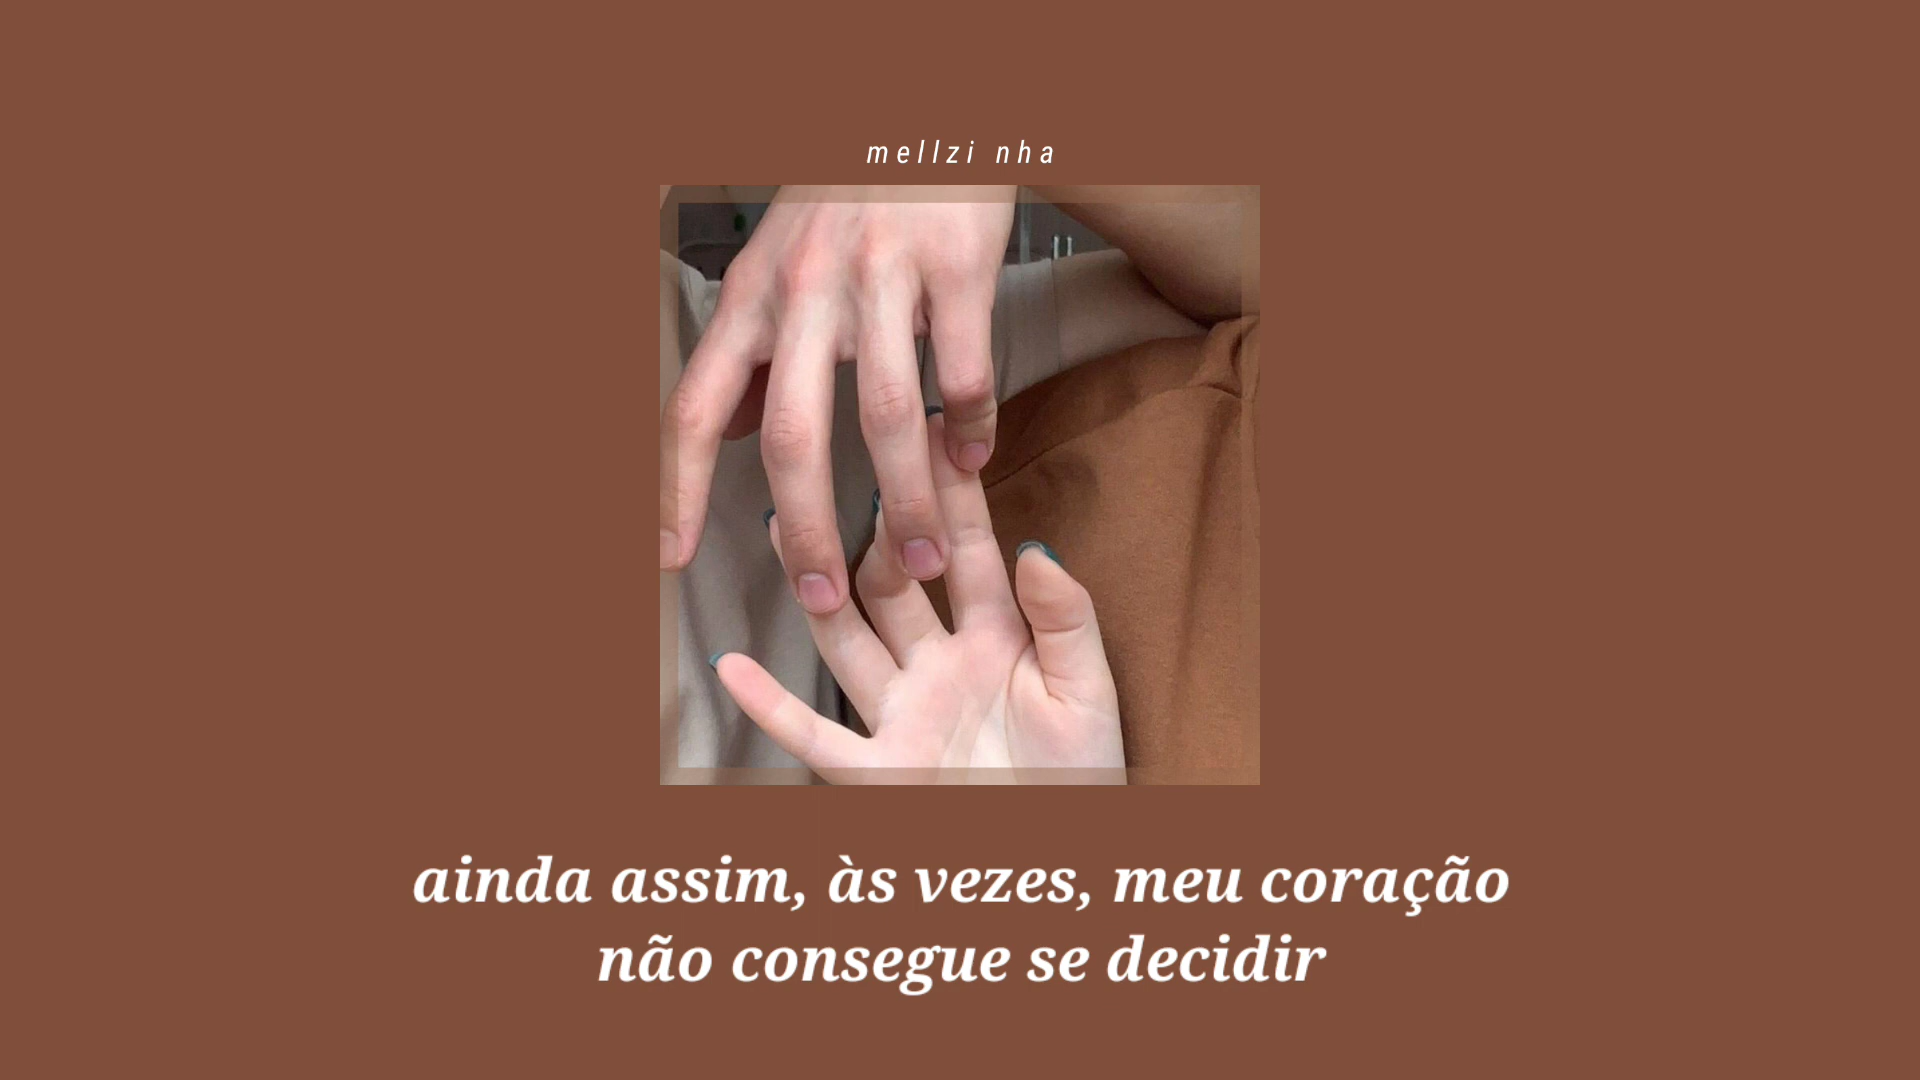 mellzi nha
ainda assim, às vezes, meu coração
não consegue se decidir